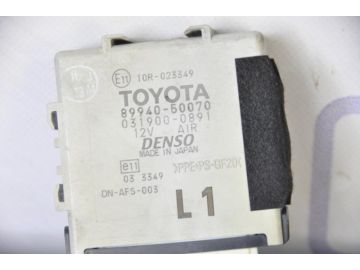 E11 10R-023349
TOYOTA
89940-50070
031900-0891
12V AIR
DENSO
MADE IN JAPAN
e11 >PPE+PS-GF20<
03 3349
DN-AFS-003
L1